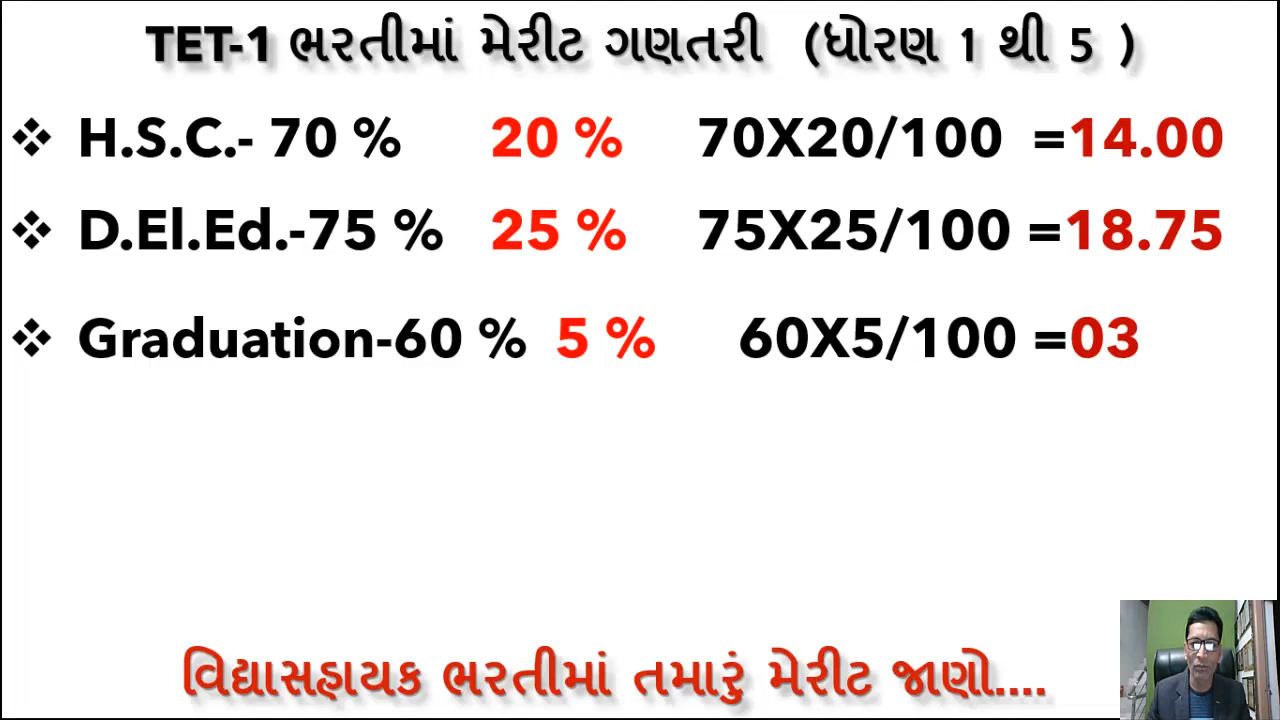 TET-1 ભરતીમાં મેરીટ ગણતરી (ધોરણ 1 થી 5 )
❖ H.S.C.- 70 % 20 % 70X20/100 =14.00
❖ D.El.Ed.-75 % 25 % 75X25/100 =18.75
❖ Graduation-60 % 5 % 60X5/100 =03
વિદ્યાસહાયક ભરતીમાં તમારું મેરીટ જાણો....